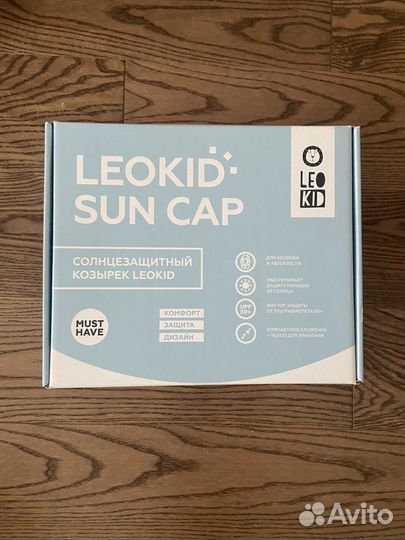 LEOKID
SUN CAP
LEO
KID
СОЛНЦЕЗАЩИТНЫЙ
КОЗЫРЕК LEOKID
MUST
HAVE
КОМФОРТ
ЗАЩИТА
ДИЗАЙН
ДЛЯ КОЛЯСКИ
И АВТОКРЕСЛА
ОБЕСПЕЧИВАЕТ
ЗАЩИТУ МАЛЫША
ОТ СОЛНЦА
UPF
50+
ФАКТОР ЗАЩИТЫ
ОТ УЛЬТРАФИОЛЕТА 50+
КОМПАКТНОЕ СЛОЖЕНИЕ
+ ЧЕХОЛ ДЛЯ ХРАНЕНИЯ
Avito